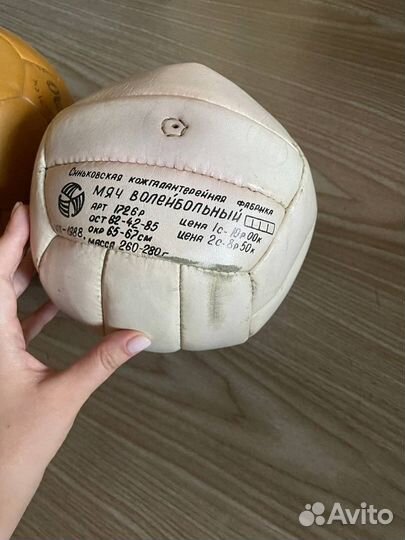 Синьковская кожгалантерейная фабрика
МЯЧ ВОЛЕЙБОЛЬНЫЙ
АРТ 1726Р
ОСТ 62-42-85 ЦЕНА 1С-10Р00К
ОКР 65-67СМ ЦЕНА 2С-8Р50К
МАССА 260-280Г
1988
Avito